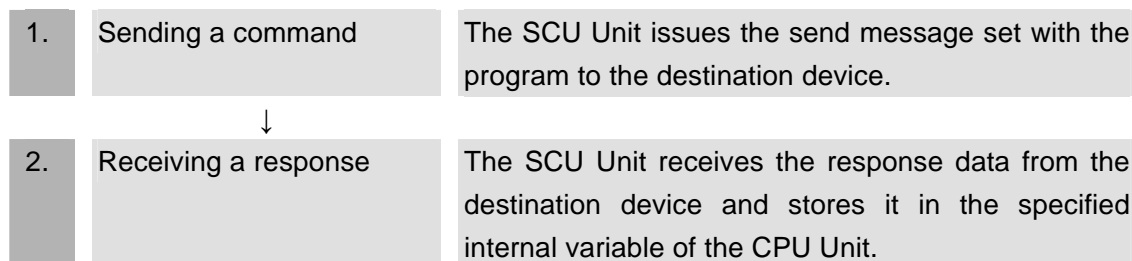 1. Sending a command The SCU Unit issues the send message set with the
program to the destination device.
↓
2. Receiving a response The SCU Unit receives the response data from the
destination device and stores it in the specified
internal variable of the CPU Unit.